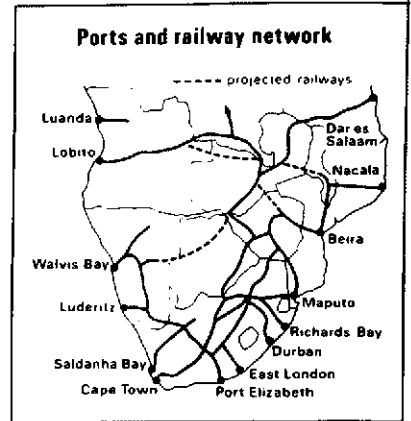 Ports and railway network
projected railways
Luanda
Dar es
Salaam
Lobito
Nacala
Beira
Walvis Bay
Maputo
Luderitz
Richards Bay
Durban
Saldanha Bay
East London
Cape Town
Port Elizabeth